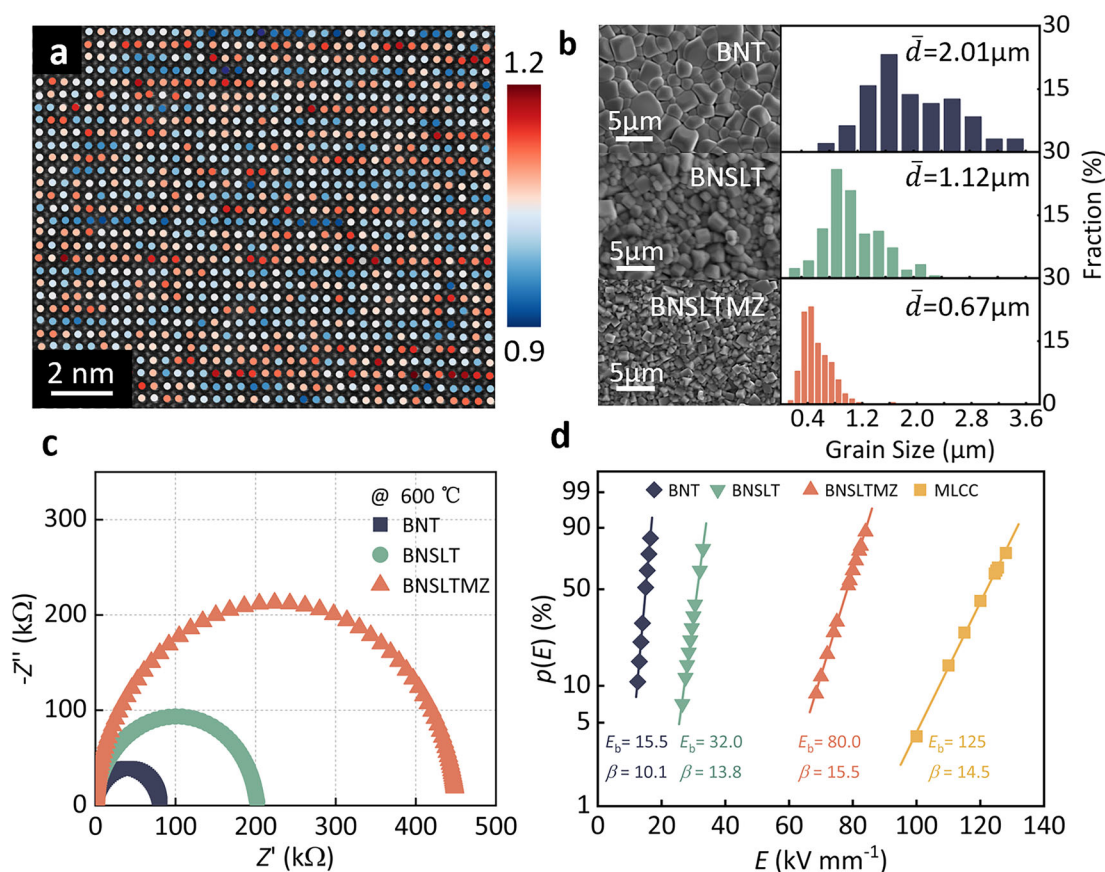 a
1.2
0.9
2 nm
b
BNT
5μm
BNSLT
5μm
BNSLTMZ
5μm
d̄=2.01μm
d̄=1.12μm
d̄=0.67μm
30
15
30
15
30
15
0
Fraction (%)
0.4 1.2 2.0 2.8 3.6
Grain Size (μm)
c
@ 600 ℃
BNT
BNSLT
BNSLTMZ
300
200
100
0
-Z'' (kΩ)
0 100 200 300 400 500
Z' (kΩ)
d
BNT BNSLT BNSLTMZ MLCC
99
90
50
10
5
1
p(E) (%)
E_b = 15.5 E_b = 32.0 E_b = 80.0 E_b = 125
β = 10.1 β = 13.8 β = 15.5 β = 14.5
0 20 40 60 80 100 120 140
E (kV mm⁻¹)